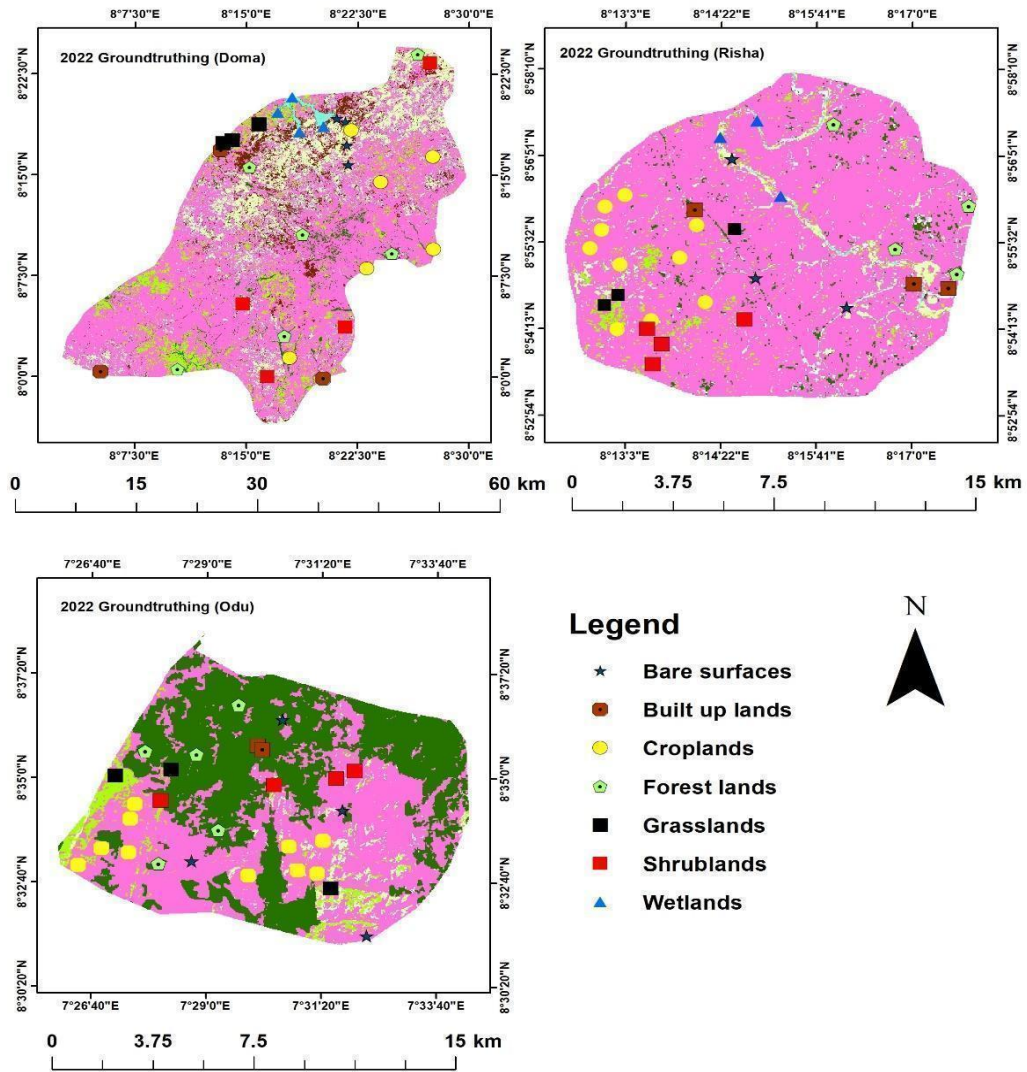 8°7'30"E 8°15'0"E 8°22'30"E 8°30'0"E
2022 Groundtruthing (Doma)
8°22'30"N 8°22'30"N
8°15'0"N 8°15'0"N
8°7'30"N 8°7'30"N
8°0'0"N 8°0'0"N
8°7'30"E 8°15'0"E 8°22'30"E 8°30'0"E
0 15 30 60 km
8°13'3"E 8°14'22"E 8°15'41"E 8°17'0"E
2022 Groundtruthing (Risha)
8°58'10"N 8°58'10"N
8°56'51"N 8°56'51"N
8°55'32"N 8°55'32"N
8°54'13"N 8°54'13"N
8°52'54"N 8°52'54"N
8°13'3"E 8°14'22"E 8°15'41"E 8°17'0"E
0 3.75 7.5 15 km
7°26'40"E 7°29'0"E 7°31'20"E 7°33'40"E
2022 Groundtruthing (Odu)
8°37'20"N 8°37'20"N
8°35'0"N 8°35'0"N
8°32'40"N 8°32'40"N
8°30'20"N 8°30'20"N
7°26'40"E 7°29'0"E 7°31'20"E 7°33'40"E
0 3.75 7.5 15 km
Legend
Bare surfaces
Built up lands
Croplands
Forest lands
Grasslands
Shrublands
Wetlands
N